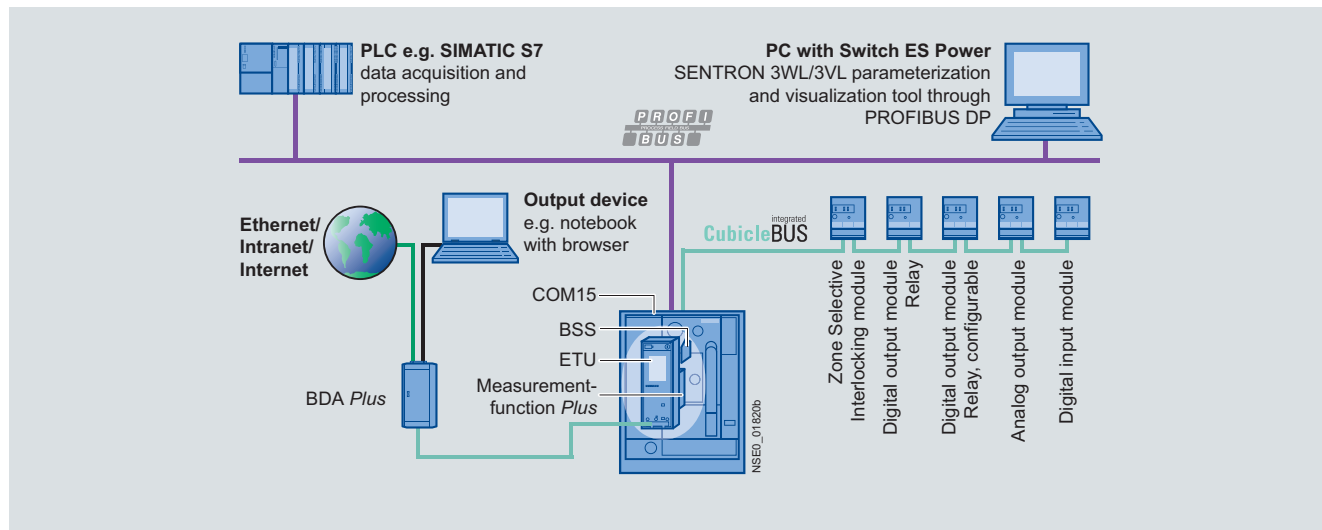 PLC e.g. SIMATIC S7
data acquisition and
processing
PC with Switch ES Power
SENTRON 3WL/3VL parameterization
and visualization tool through
PROFIBUS DP
PROFI
PROCESS FIELD BUS
BUS
Ethernet/
Intranet/
Internet
Output device
e.g. notebook
with browser
integrated
CubicleBUS
COM15
BSS
ETU
Measurement-
function Plus
BDA Plus
Zone Selective
Interlocking module
Digital output module
Relay
Digital output module
Relay, configurable
Analog output module
Digital input module
NSE0_01820b